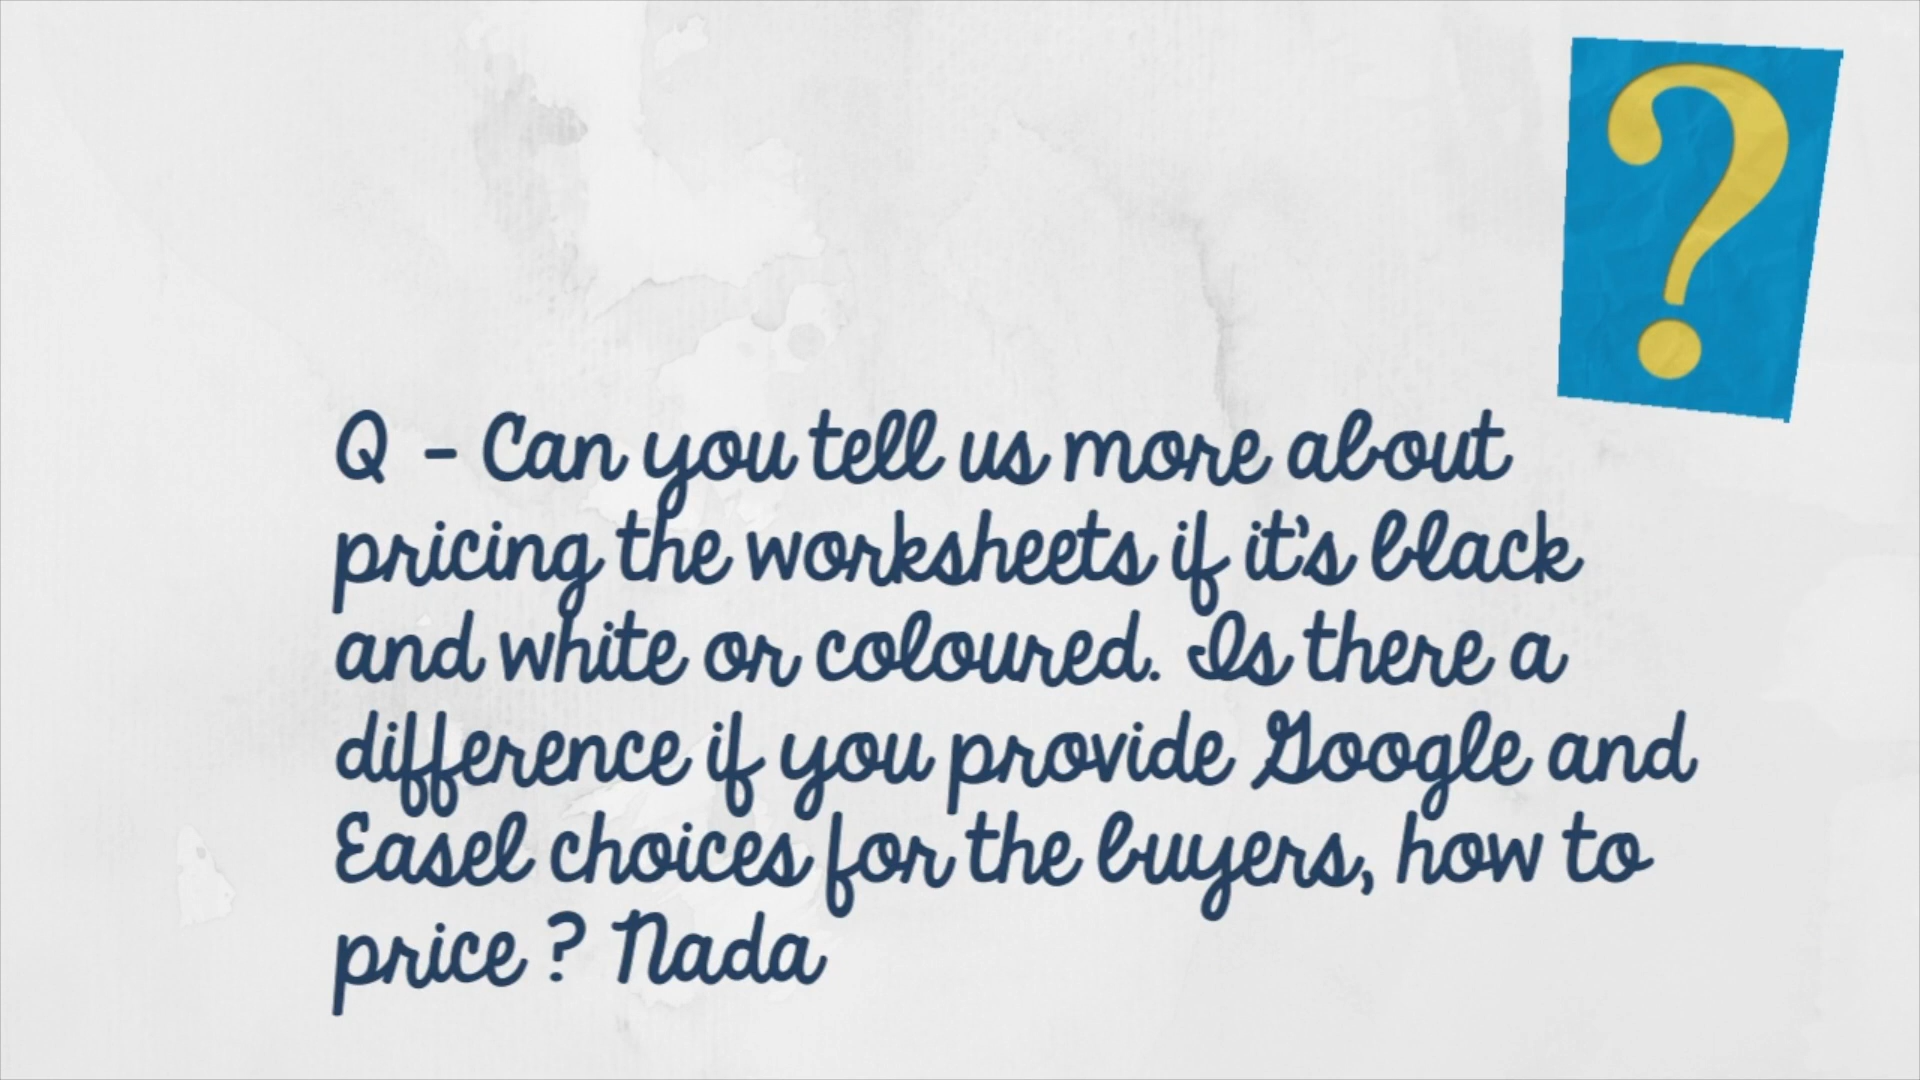 ?
Q - Can you tell us more about
pricing the worksheets if it's black
and white or coloured. Is there a
difference if you provide Google and
Easel choices for the buyers, how to
price ? Nada